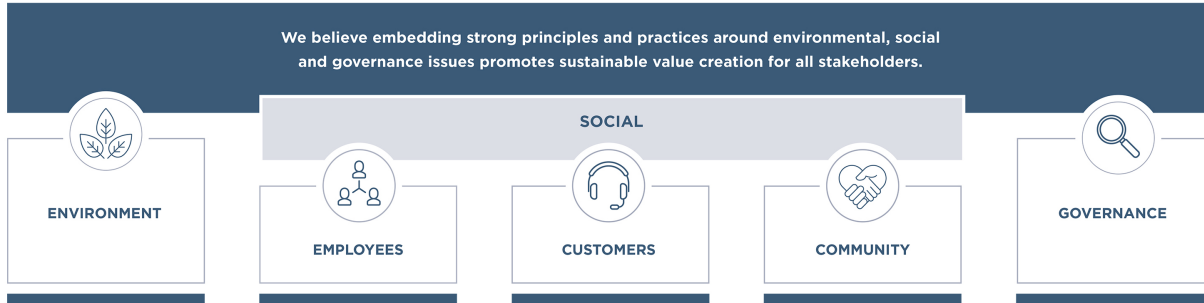 We believe embedding strong principles and practices around environmental, social
and governance issues promotes sustainable value creation for all stakeholders.
SOCIAL
ENVIRONMENT
EMPLOYEES
CUSTOMERS
COMMUNITY
GOVERNANCE